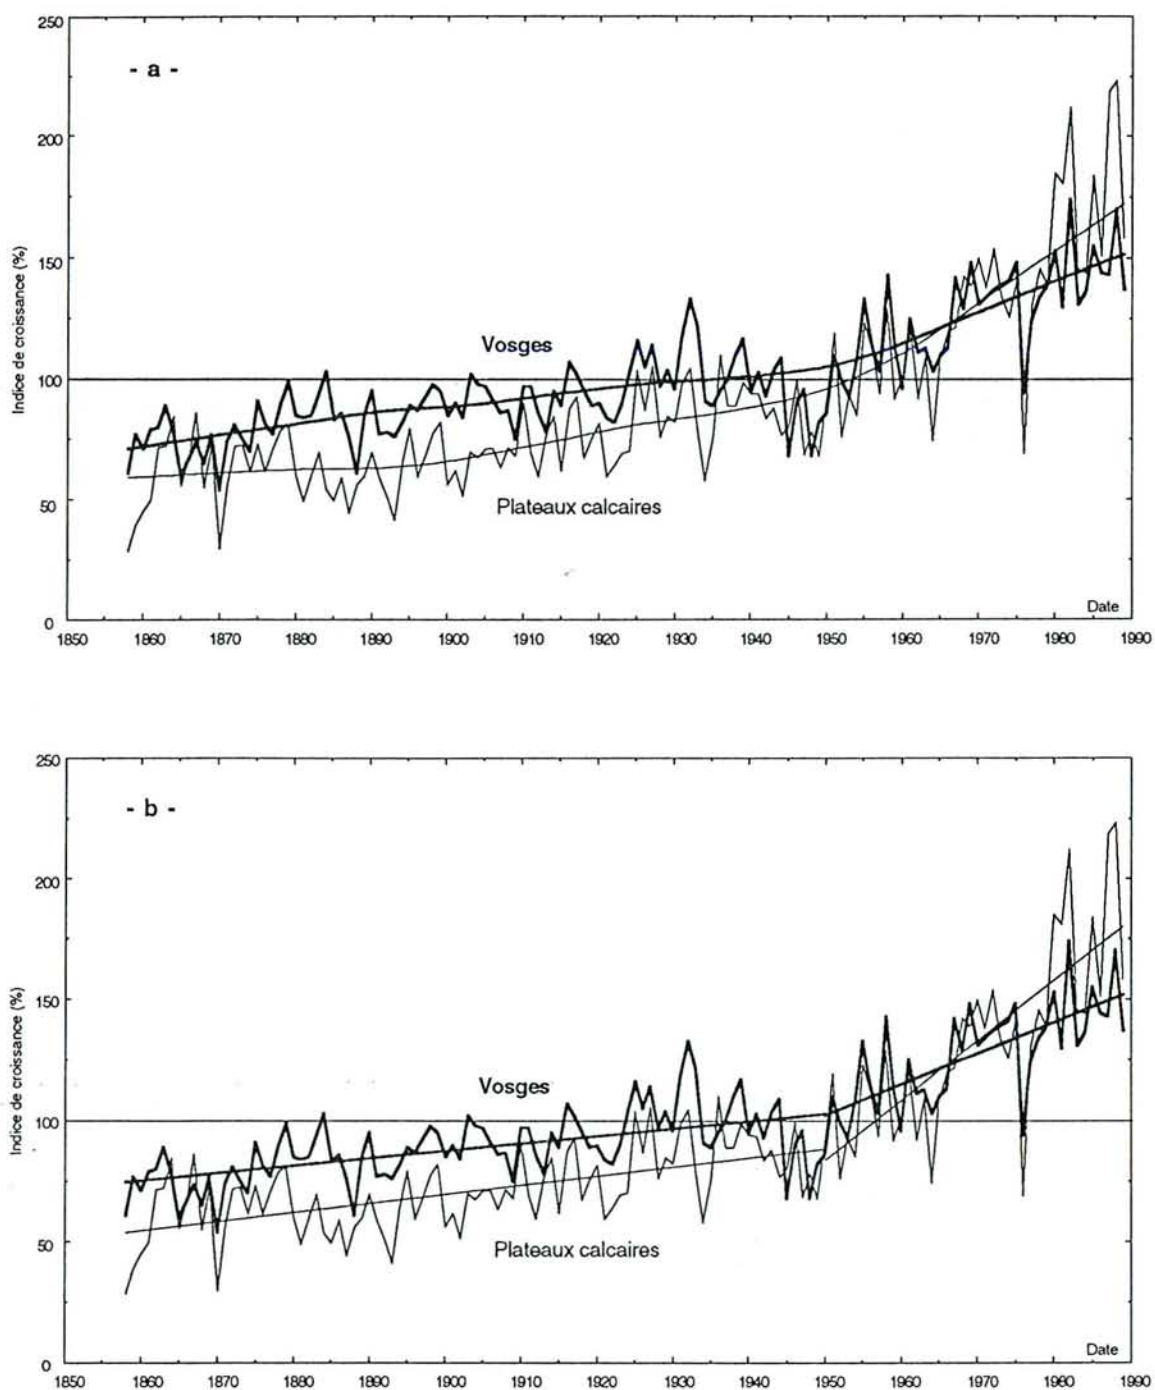 250
- a -
200
Indice de croissance (%)
150
Vosges
100
Plateaux calcaires
50
Date
0
1850 1860 1870 1880 1890 1900 1910 1920 1930 1940 1950 1960 1970 1980 1990
250
- b -
200
Indice de croissance (%)
150
Vosges
100
Plateaux calcaires
50
Date
0
1850 1860 1870 1880 1890 1900 1910 1920 1930 1940 1950 1960 1970 1980 1990